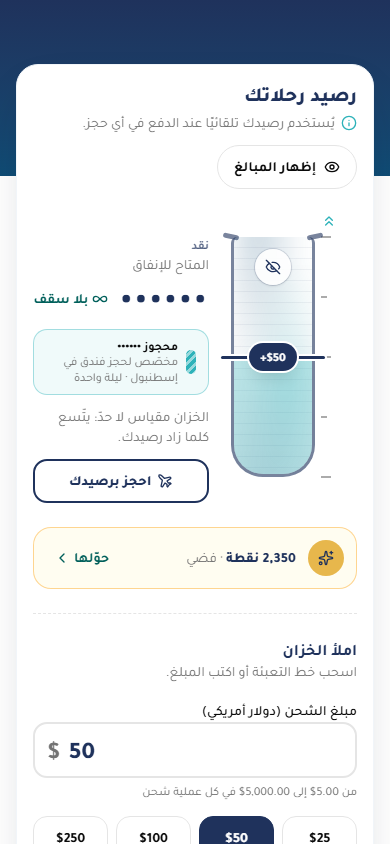 رصيد رحلاتك
يُستخدم رصيدك تلقائيًا عند الدفع في أي حجز.
إظهار المبالغ
نقد
المتاح للإنفاق
•••••• ∞ بلا سقف
محجوز ••••••
مخصّص لحجز فندق في
إسطنبول · ليلة واحدة
الخزان مقياس لا حدّ: يتّسع
كلما زاد رصيدك.
احجز برصيدك
+$50
2,350 نقطة · فضي
حوّلها
املأ الخزان
اسحب خط التعبئة أو اكتب المبلغ.
مبلغ الشحن (دولار أمريكي)
$ 50
من $5.00 إلى $5,000.00 في كل عملية شحن
$25
$50
$100
$250